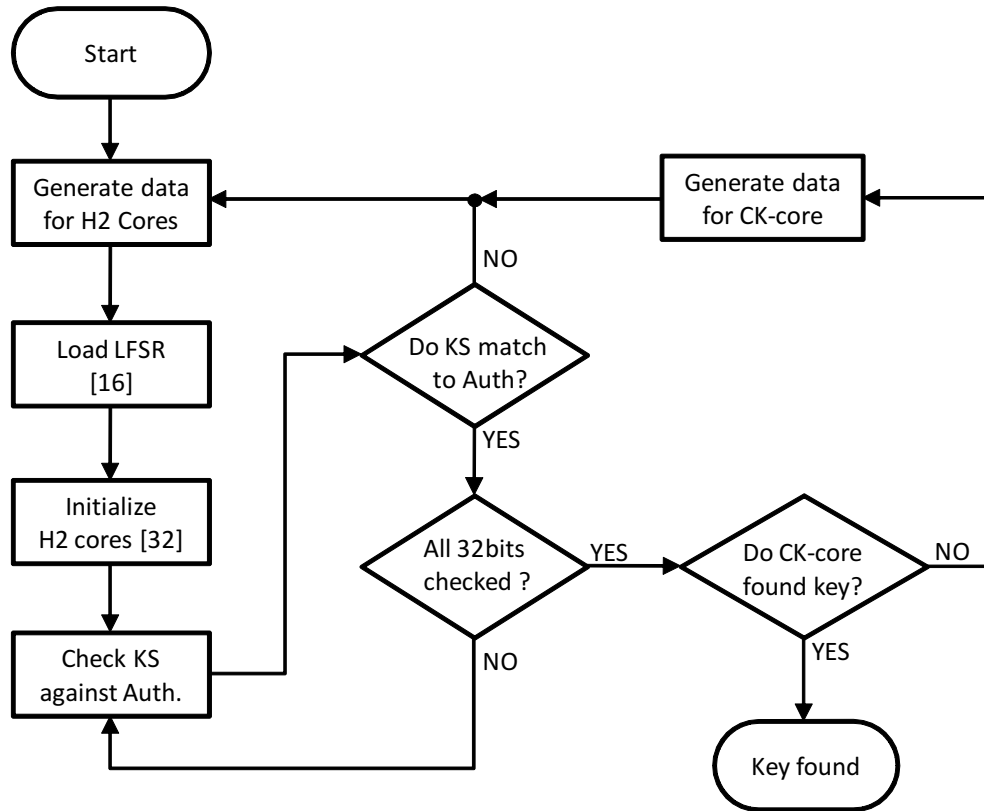 Start
Generate data
for H2 Cores
Generate data
for CK-core
NO
Load LFSR
[16]
Do KS match
to Auth?
YES
Initialize
H2 cores [32]
All 32bits
checked ?
YES
Do CK-core
found key?
NO
Check KS
against Auth.
NO
YES
Key found